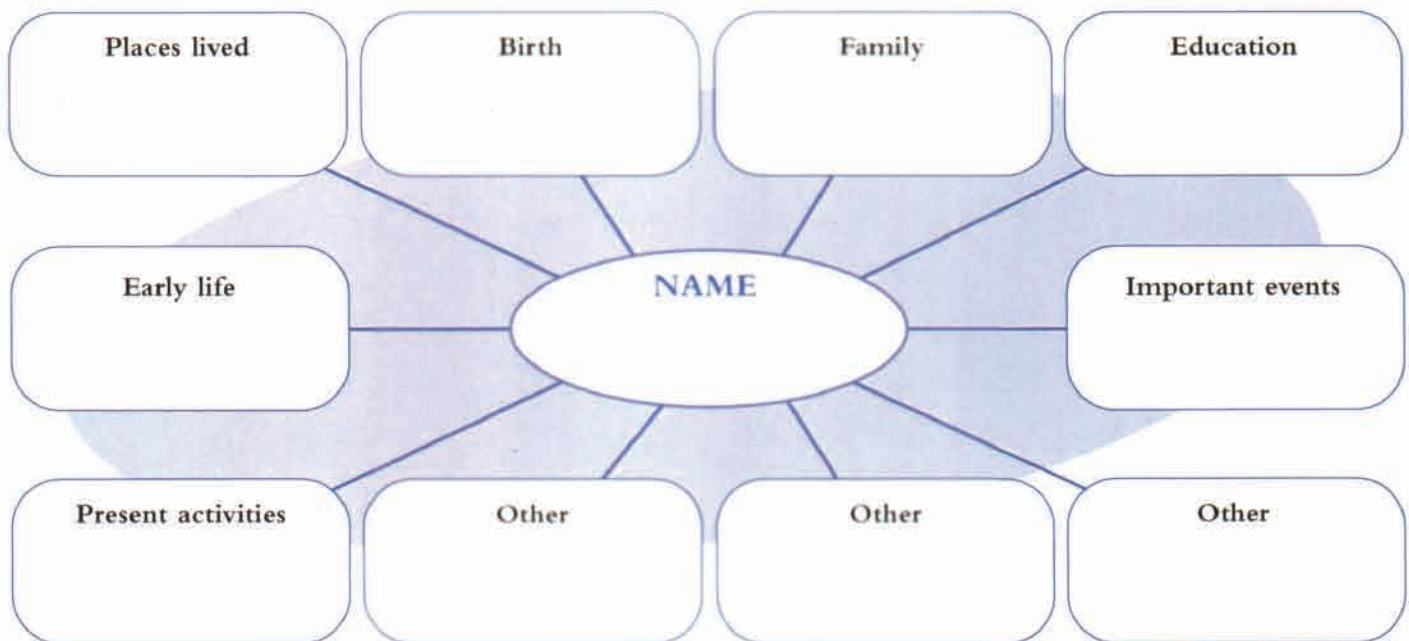 Places lived
Birth
Family
Education
Early life
NAME
Important events
Present activities
Other
Other
Other